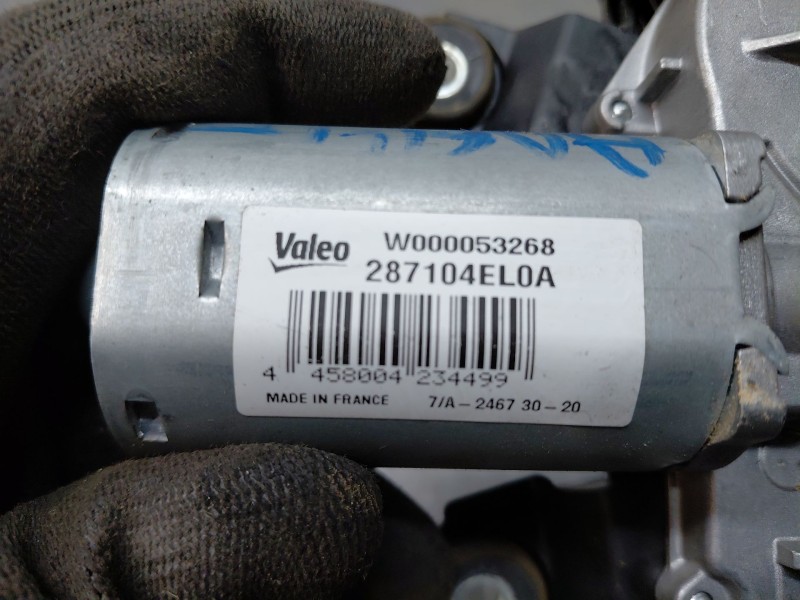 Valeo W000053268
287104EL0A
4 458004 234499
MADE IN FRANCE 7/A-2467 30-20